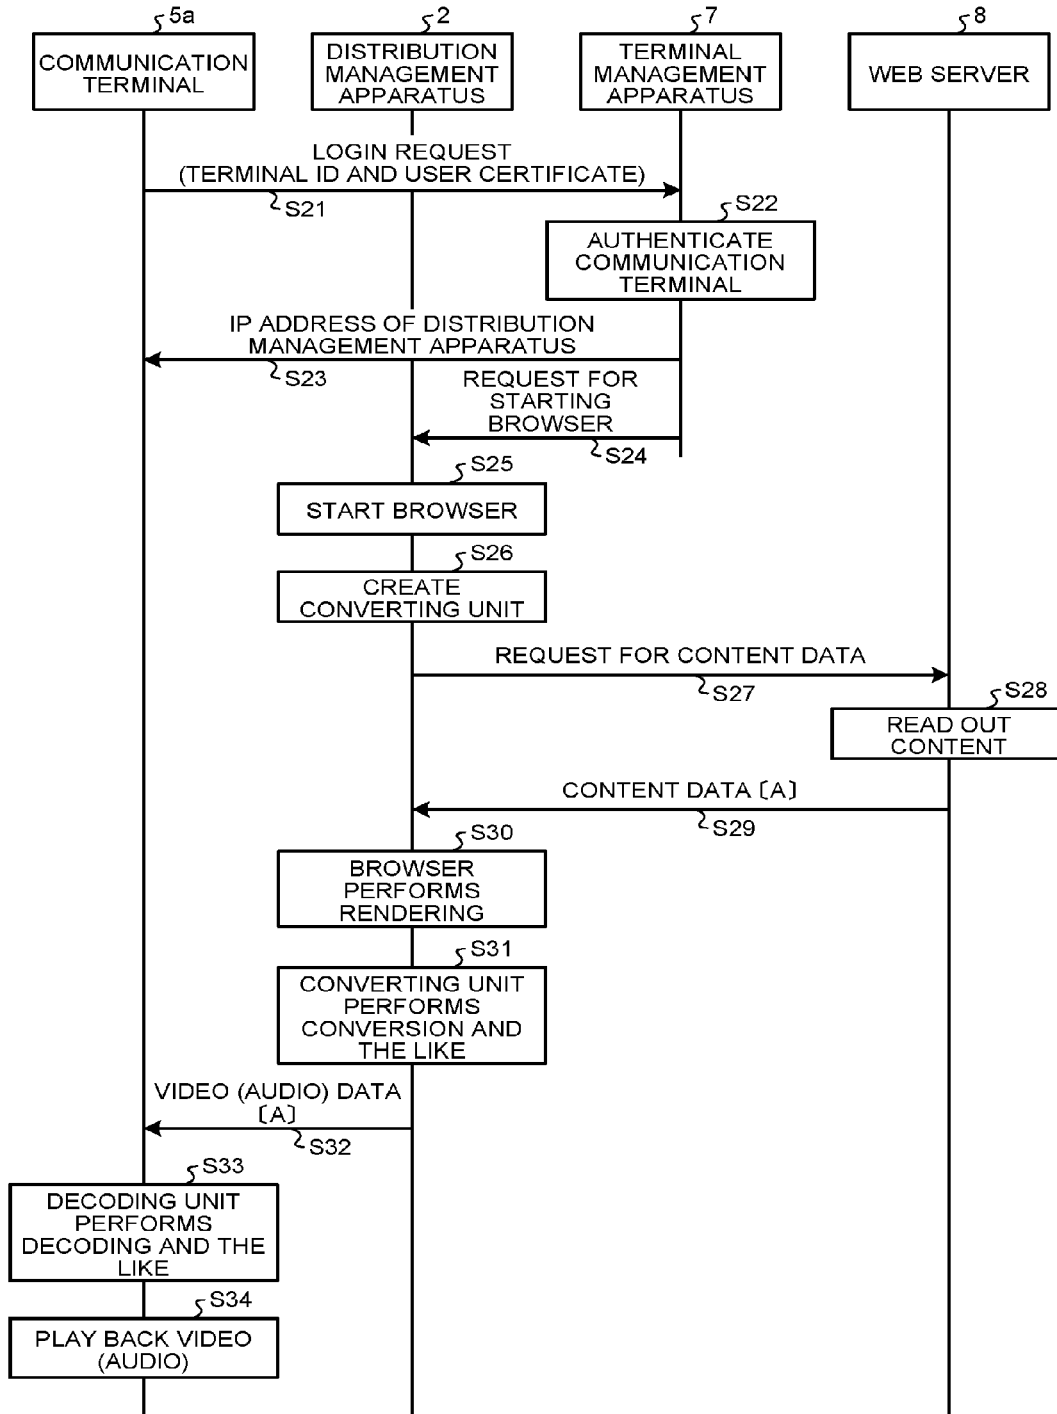 5a
2
7
8
COMMUNICATION
TERMINAL
DISTRIBUTION
MANAGEMENT
APPARATUS
TERMINAL
MANAGEMENT
APPARATUS
WEB SERVER
LOGIN REQUEST
(TERMINAL ID AND USER CERTIFICATE)
S21
S22
AUTHENTICATE
COMMUNICATION
TERMINAL
IP ADDRESS OF DISTRIBUTION
MANAGEMENT APPARATUS
S23
REQUEST FOR
STARTING
BROWSER
S24
S25
START BROWSER
S26
CREATE
CONVERTING UNIT
REQUEST FOR CONTENT DATA
S27
S28
READ OUT
CONTENT
CONTENT DATA〔A〕
S29
S30
BROWSER
PERFORMS
RENDERING
S31
CONVERTING UNIT
PERFORMS
CONVERSION AND
THE LIKE
VIDEO (AUDIO) DATA
〔A〕
S32
S33
DECODING UNIT
PERFORMS
DECODING AND THE
LIKE
S34
PLAY BACK VIDEO
(AUDIO)